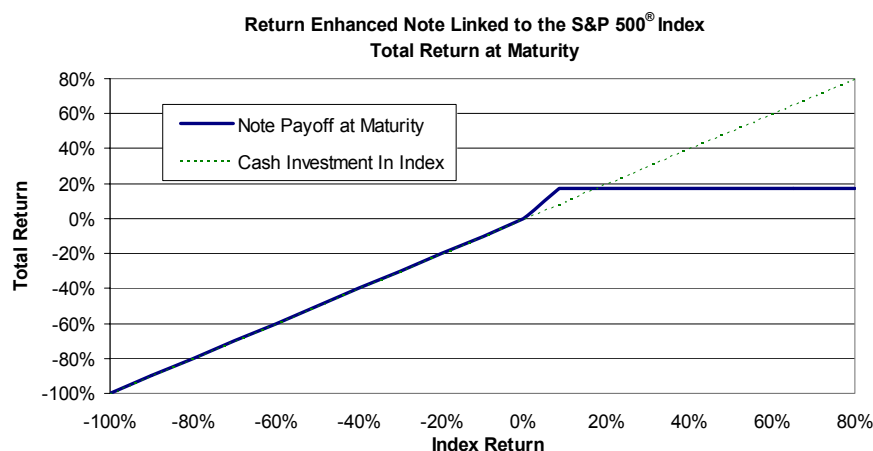 Return Enhanced Note Linked to the S&P 500® Index
Total Return at Maturity
80%
60%
40%
20%
0%
-20%
-40%
-60%
-80%
-100%
Total Return
Note Payoff at Maturity
Cash Investment In Index
-100% -80% -60% -40% -20% 0% 20% 40% 60% 80%
Index Return